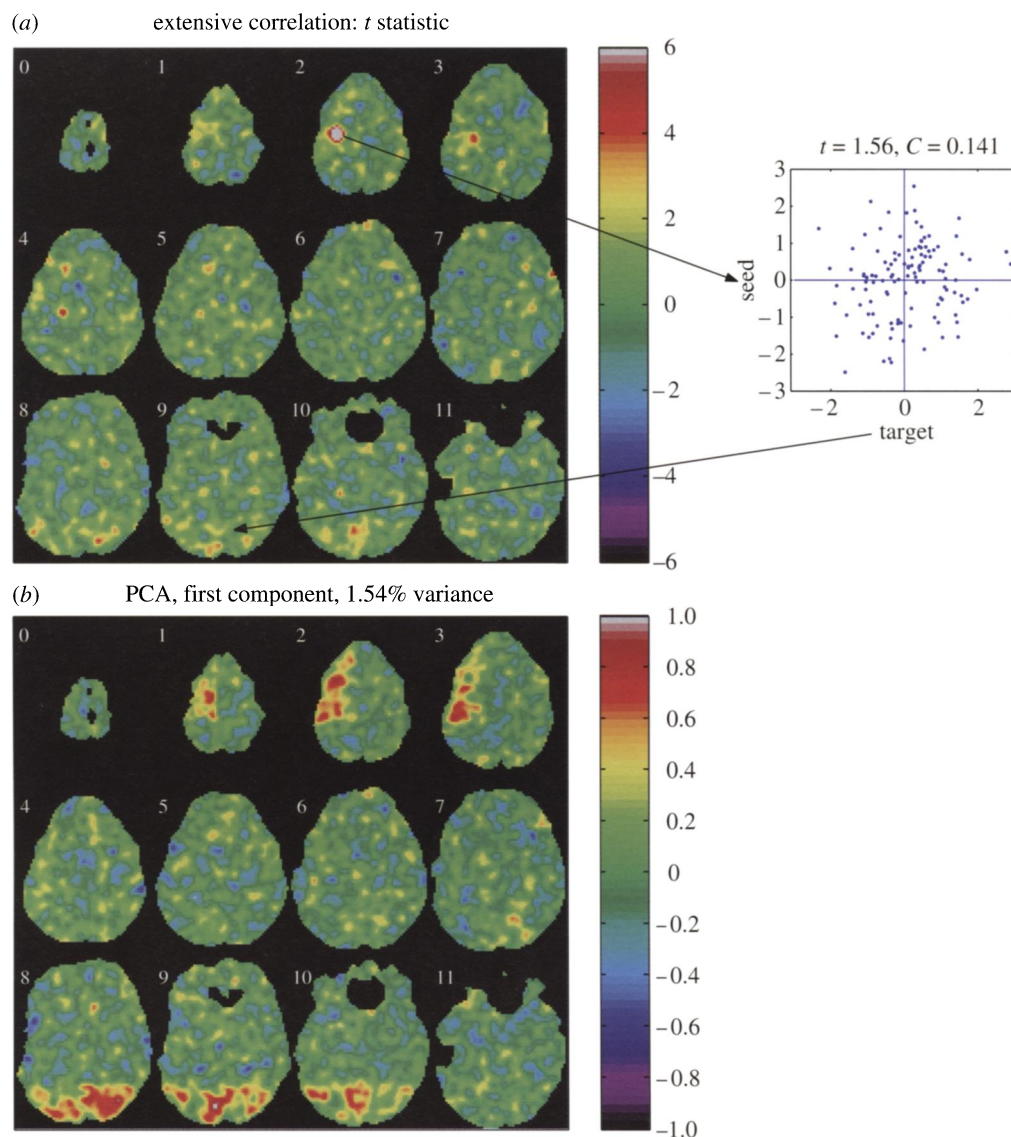 (a) extensive correlation: t statistic
0 1 2 3
4 5 6 7
8 9 10 11
6
4
2
0
−2
−4
−6
t = 1.56, C = 0.141
3
2
1
0
−1
−2
−3
seed
−2 0 2
target
(b) PCA, first component, 1.54% variance
0 1 2 3
4 5 6 7
8 9 10 11
1.0
0.8
0.6
0.4
0.2
0
−0.2
−0.4
−0.6
−0.8
−1.0